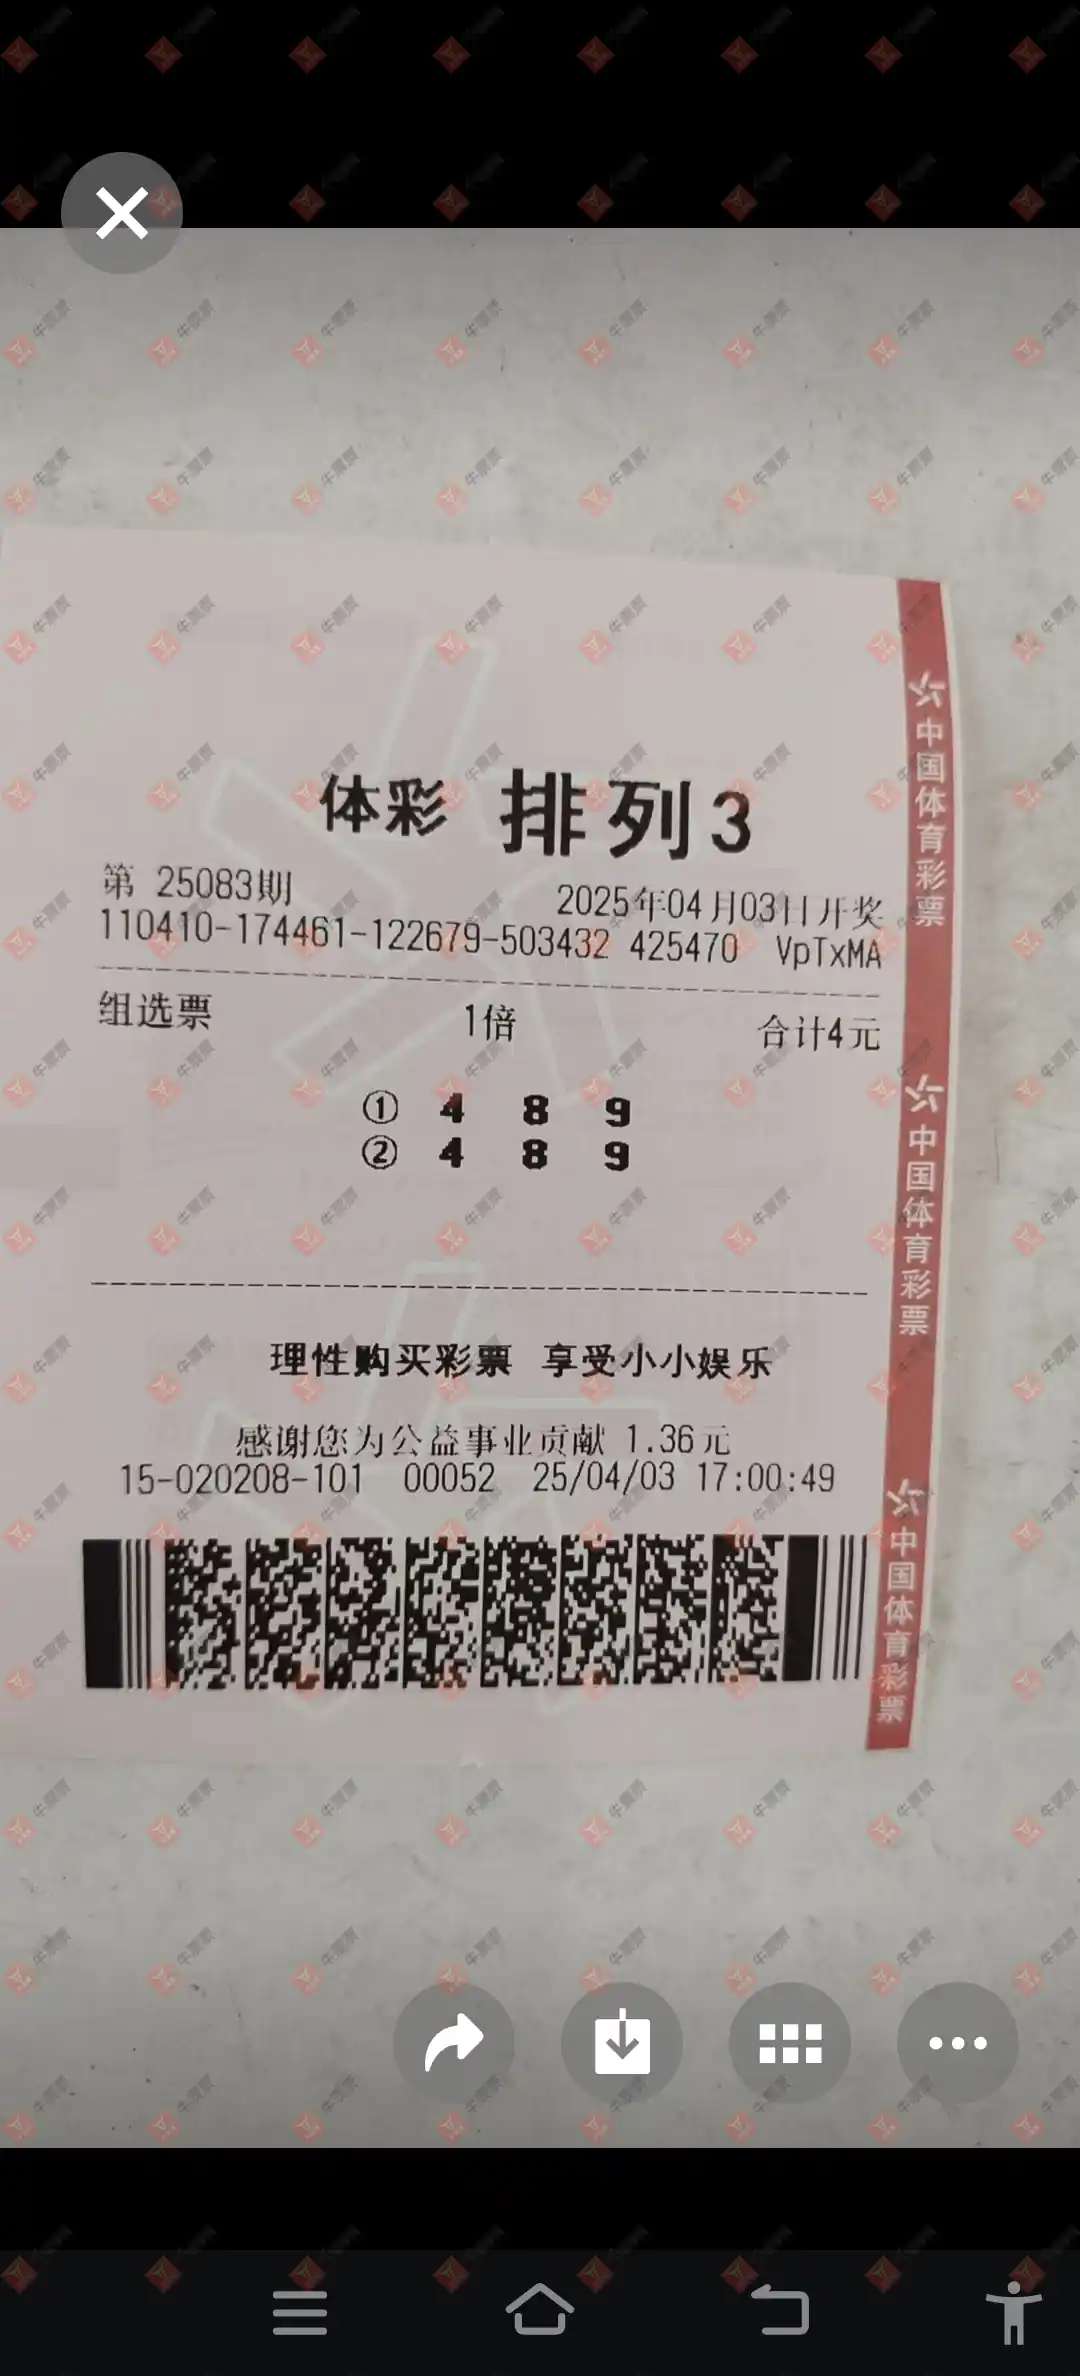 体彩 排列3
第 25083期 2025年04月03日开奖
110410-174461-122679-503432 425470 VpTxMA
组选票 1倍 合计4元
① 4 8 9
② 4 8 9
理性购买彩票 享受小小娱乐
感谢您为公益事业贡献 1.36元
15-020208-101 00052 25/04/03 17:00:49
中国体育彩票
中国体育彩票
中国体育彩票